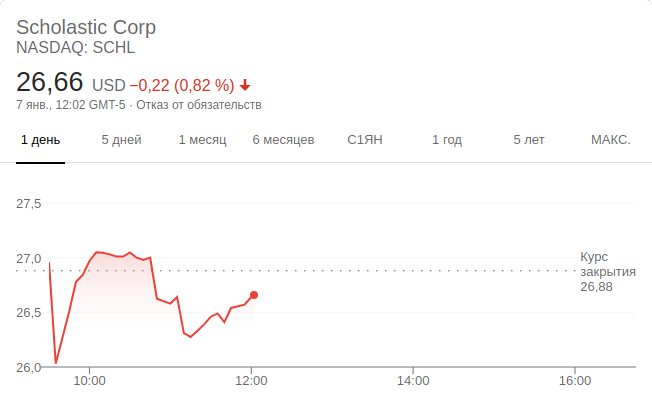 Scholastic Corp
NASDAQ: SCHL
26,66 USD −0,22 (0,82 %)
7 янв., 12:02 GMT-5 · Отказ от обязательств
1 день 5 дней 1 месяц 6 месяцев С1ЯН 1 год 5 лет МАКС.
27,5
27,0
26,5
26,0
Курс
закрытия
26,88
10:00 12:00 14:00 16:00